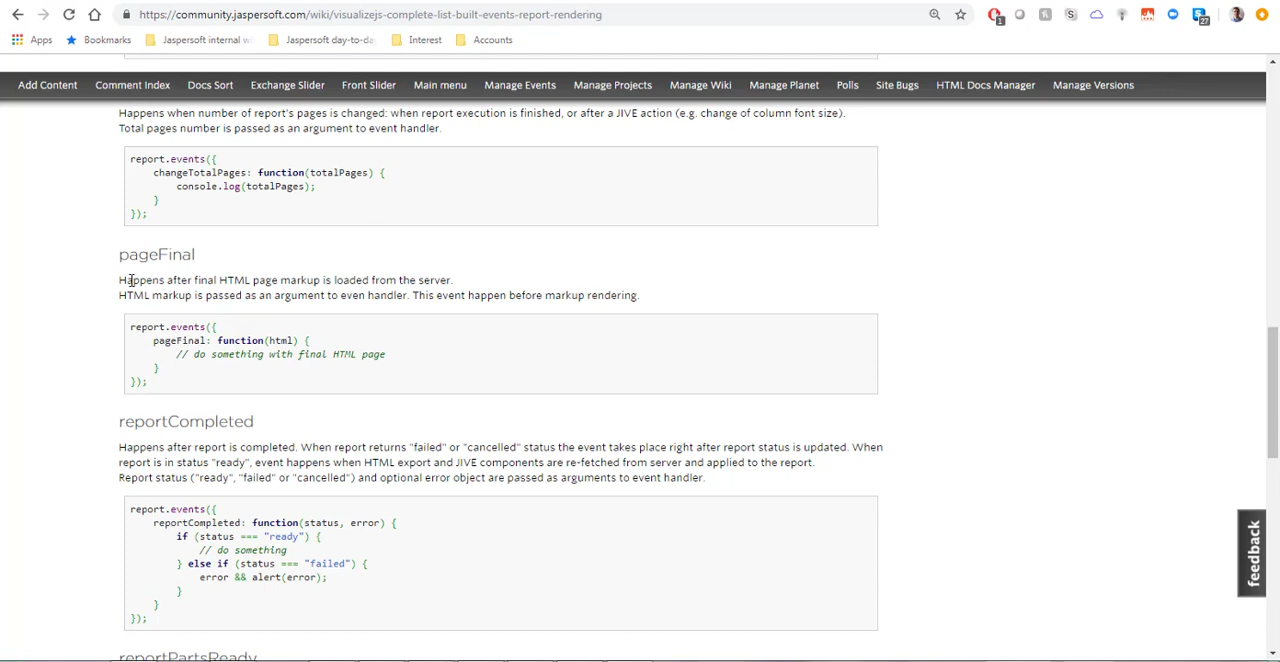 https://community.jaspersoft.com/wiki/visualizejs-complete-list-built-events-report-rendering
1
27
Apps
Bookmarks
Jaspersoft internal w
Jaspersoft day-to-da
Interest
Accounts
Add Content
Comment Index
Docs Sort
Exchange Slider
Front Slider
Main menu
Manage Events
Manage Projects
Manage Wiki
Manage Planet
Polls
Site Bugs
HTML Docs Manager
Manage Versions
Happens when number of report's pages is changed: when report execution is finished, or after a JIVE action (e.g. change of column font size).
Total pages number is passed as an argument to event handler.
report.events({
changeTotalPages: function(totalPages) {
console.log(totalPages);
}
});
pageFinal
Happens after final HTML page markup is loaded from the server.
HTML markup is passed as an argument to even handler. This event happen before markup rendering.
report.events({
pageFinal: function(html) {
// do something with final HTML page
}
});
reportCompleted
Happens after report is completed. When report returns "failed" or "cancelled" status the event takes place right after report status is updated. When
report is in status "ready", event happens when HTML export and JIVE components are re-fetched from server and applied to the report.
Report status ("ready", "failed" or "cancelled") and optional error object are passed as arguments to event handler.
report.events({
reportCompleted: function(status, error) {
if (status === "ready") {
// do something
} else if (status === "failed") {
error && alert(error);
}
}
});
reportPartsReady
feedback